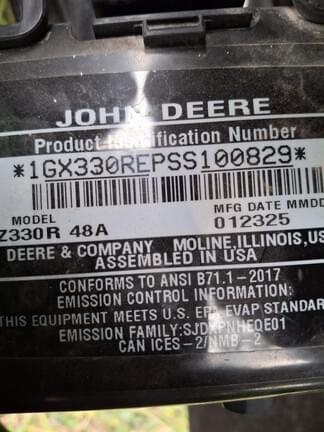 JOHN DEERE
Product Identification Number
*1GX330REPSS100829*
MODEL MFG DATE MMDD
Z330R 48A 012325
DEERE & COMPANY MOLINE, ILLINOIS, US
ASSEMBLED IN USA
CONFORMS TO ANSI B71.1-2017
EMISSION CONTROL INFORMATION:
THIS EQUIPMENT MEETS U.S. EPA EVAP STANDAR
EMISSION FAMILY:SJDXPNHEQE01
CAN ICES-2/NMB-2